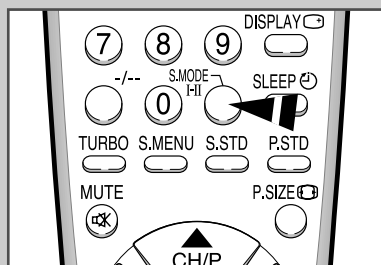 DISPLAY
7 8 9
-/-- S.MODE SLEEP
I-II
0
TURBO S.MENU S.STD P.STD
MUTE P.SIZE
CH/P